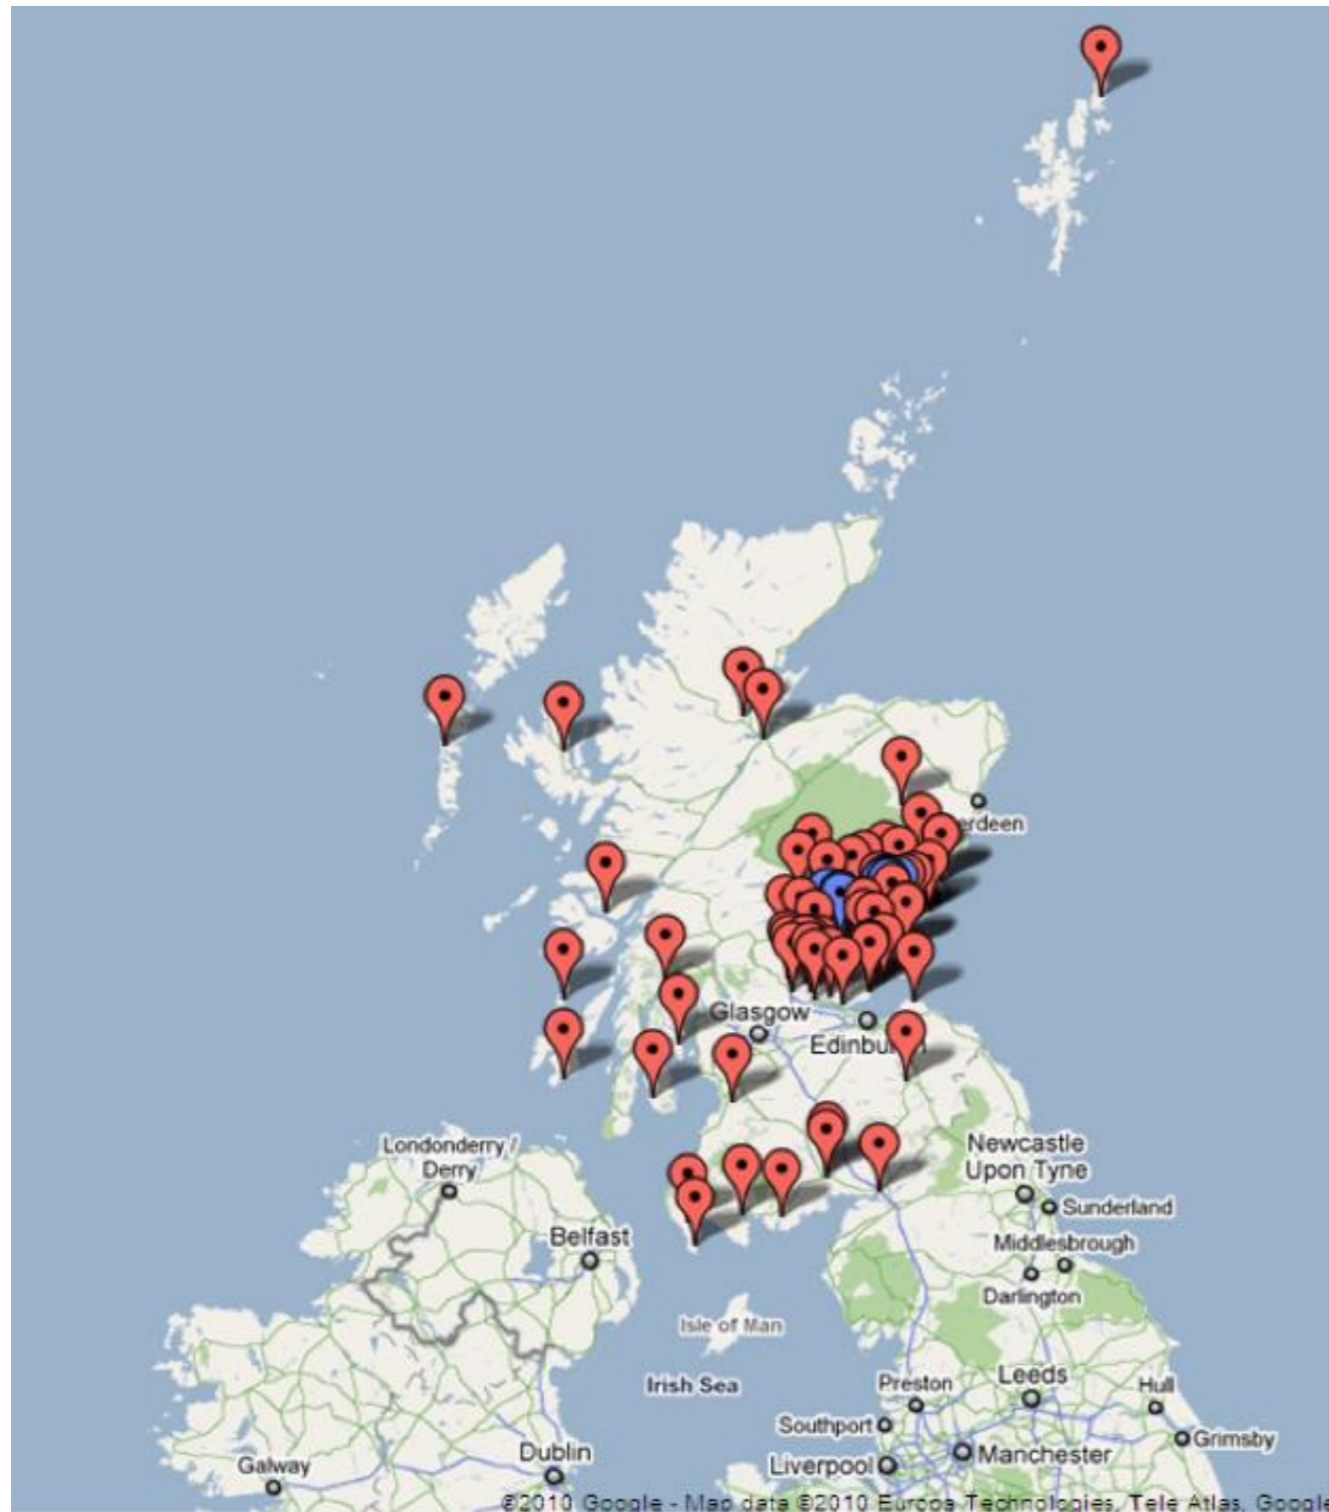 erdeen
Glasgow
Edinbu
Londonderry /
Derry
Newcastle
Upon Tyne
Sunderland
Belfast
Middlesbrough
Darlington
Isle of Man
Irish Sea
Leeds
Preston
Hull
Southport
Grimsby
Dublin
Manchester
Liverpool
Galway
©2010 Google - Map data ©2010 Europa Technologies, Tele Atlas, Google